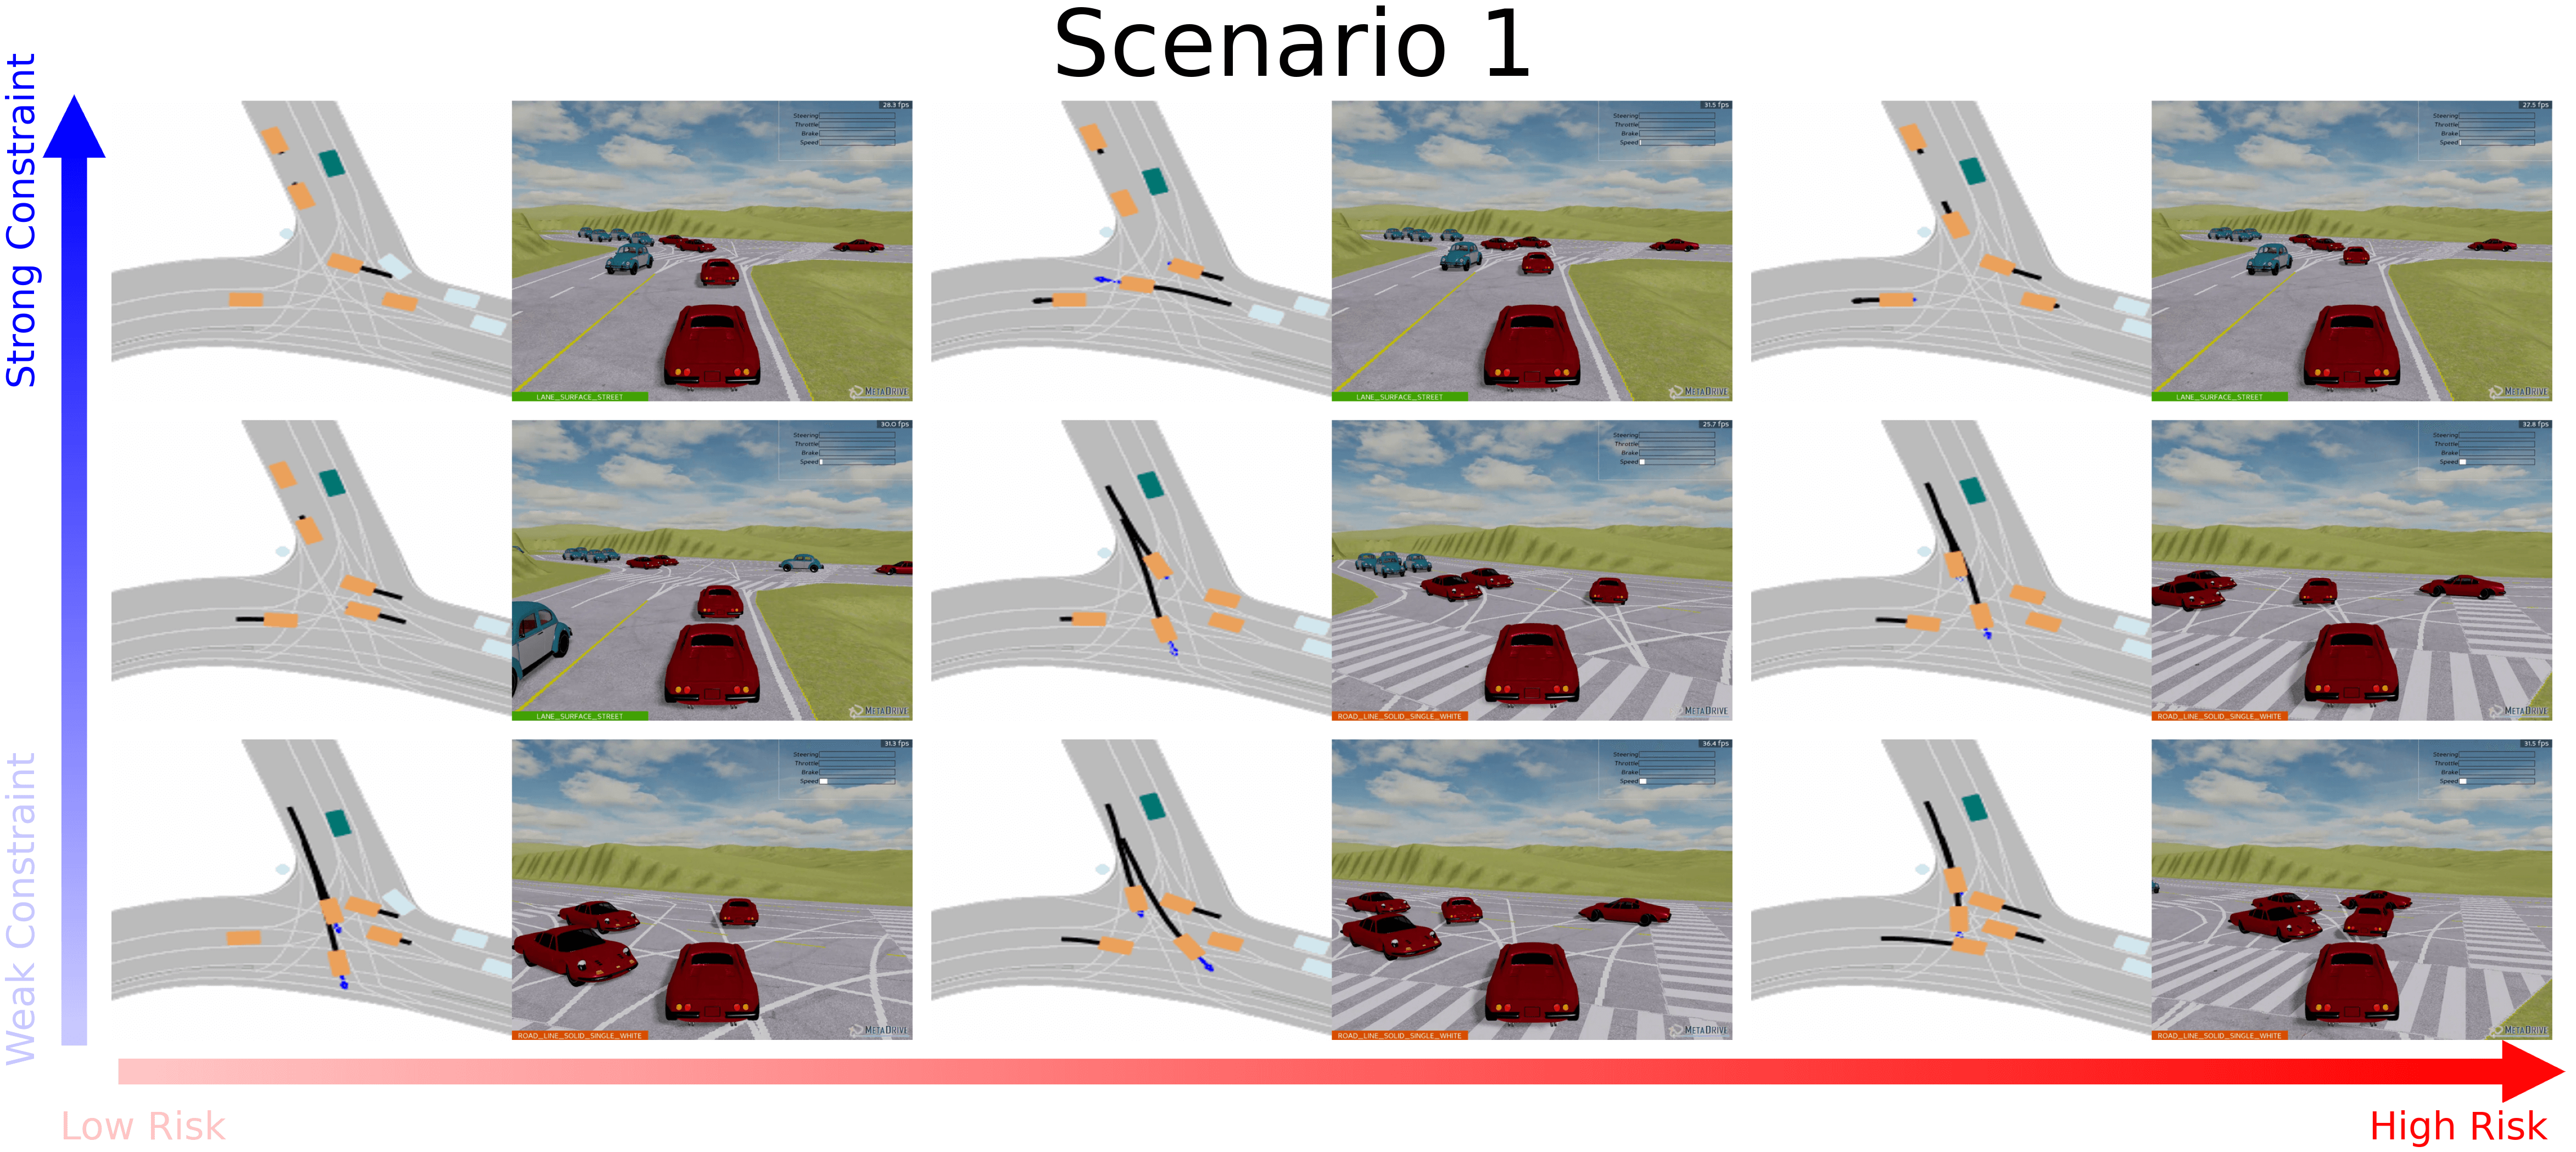 Scenario 1
Strong Constraint
Weak Constraint
28.3 fps
Steering
Throttle
Brake
Speed
LANE_SURFACE_STREET
METADRIVE
31.5 fps
Steering
Throttle
Brake
Speed
LANE_SURFACE_STREET
METADRIVE
27.5 fps
Steering
Throttle
Brake
Speed
LANE_SURFACE_STREET
METADRIVE
30.0 fps
Steering
Throttle
Brake
Speed
LANE_SURFACE_STREET
METADRIVE
25.7 fps
Steering
Throttle
Brake
Speed
ROAD_LINE_SOLID_SINGLE_WHITE
METADRIVE
32.8 fps
Steering
Throttle
Brake
Speed
ROAD_LINE_SOLID_SINGLE_WHITE
METADRIVE
31.3 fps
Steering
Throttle
Brake
Speed
ROAD_LINE_SOLID_SINGLE_WHITE
METADRIVE
36.4 fps
Steering
Throttle
Brake
Speed
ROAD_LINE_SOLID_SINGLE_WHITE
METADRIVE
31.5 fps
Steering
Throttle
Brake
Speed
ROAD_LINE_SOLID_SINGLE_WHITE
METADRIVE
Low Risk
High Risk